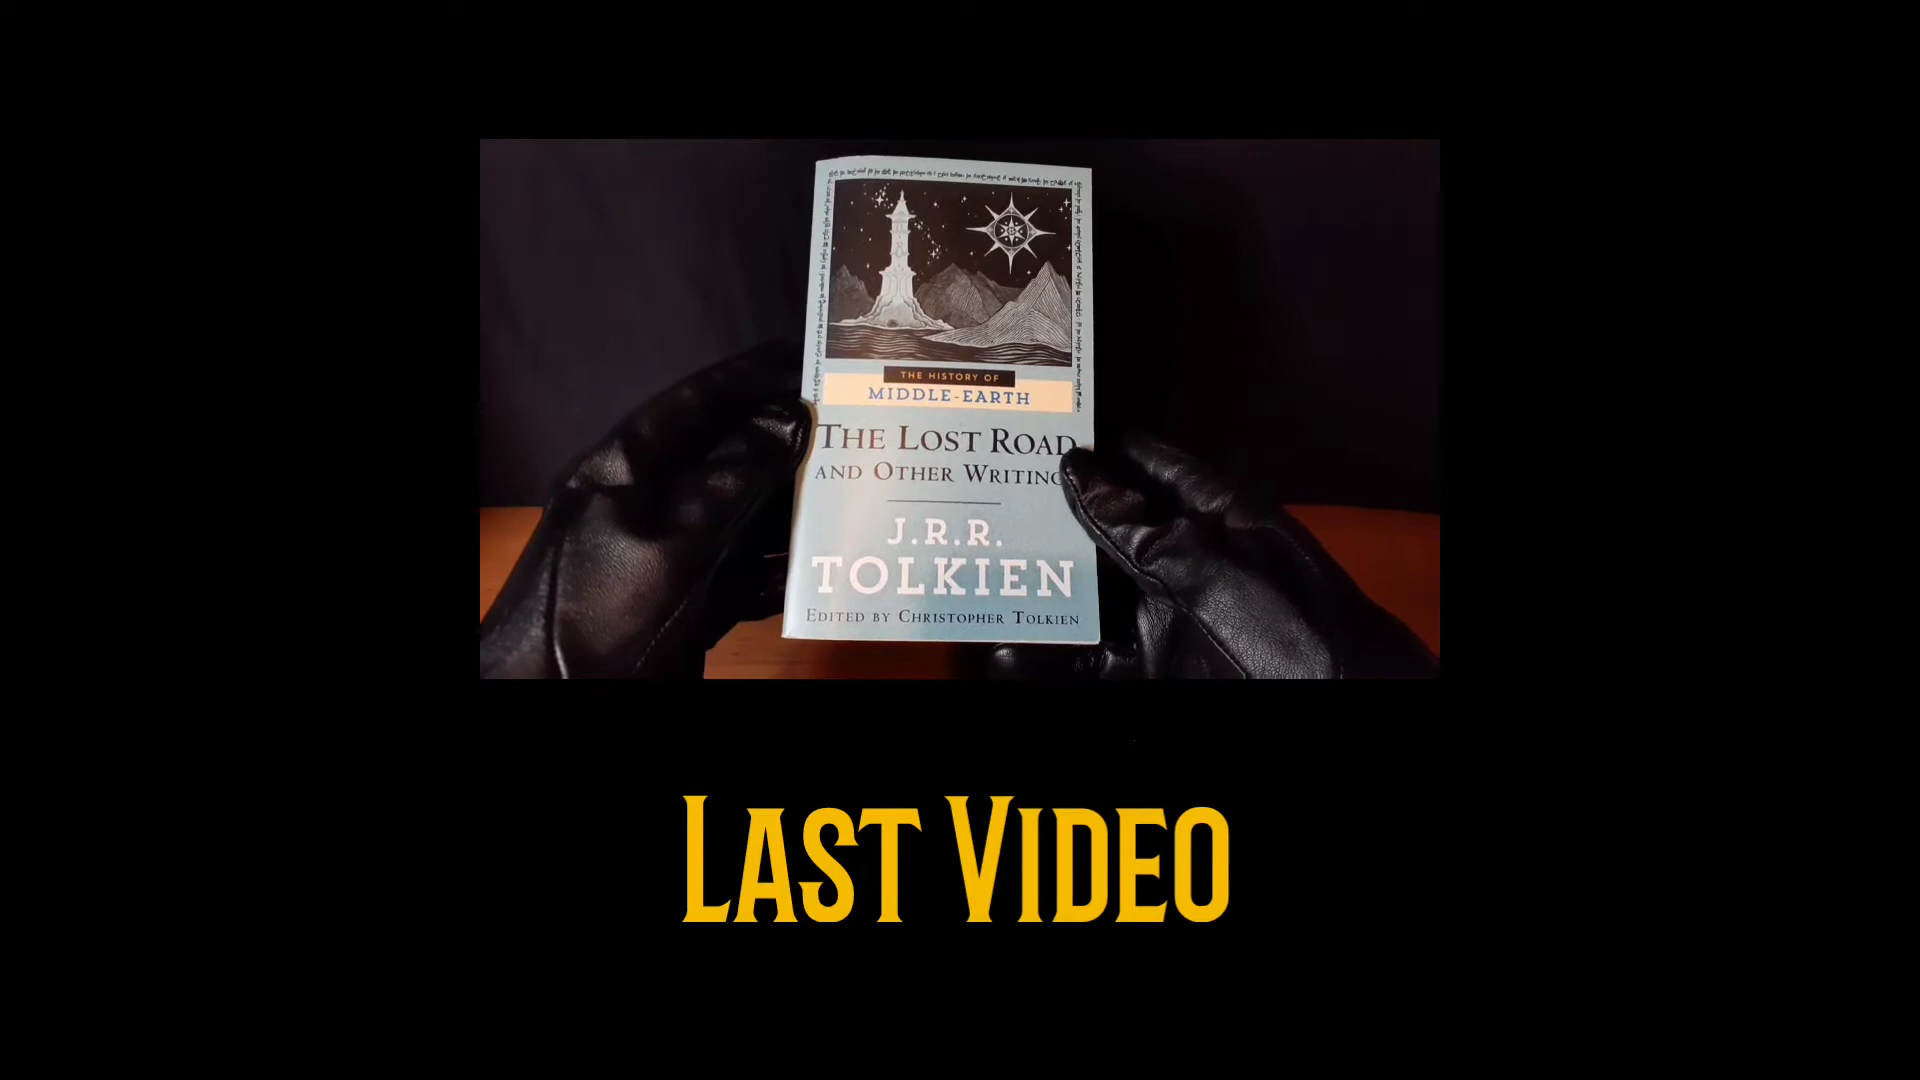 THE HISTORY OF
MIDDLE-EARTH
THE LOST ROAD
AND OTHER WRITING
J.R.R.
TOLKIEN
EDITED BY CHRISTOPHER TOLKIEN
LAST VIDEO